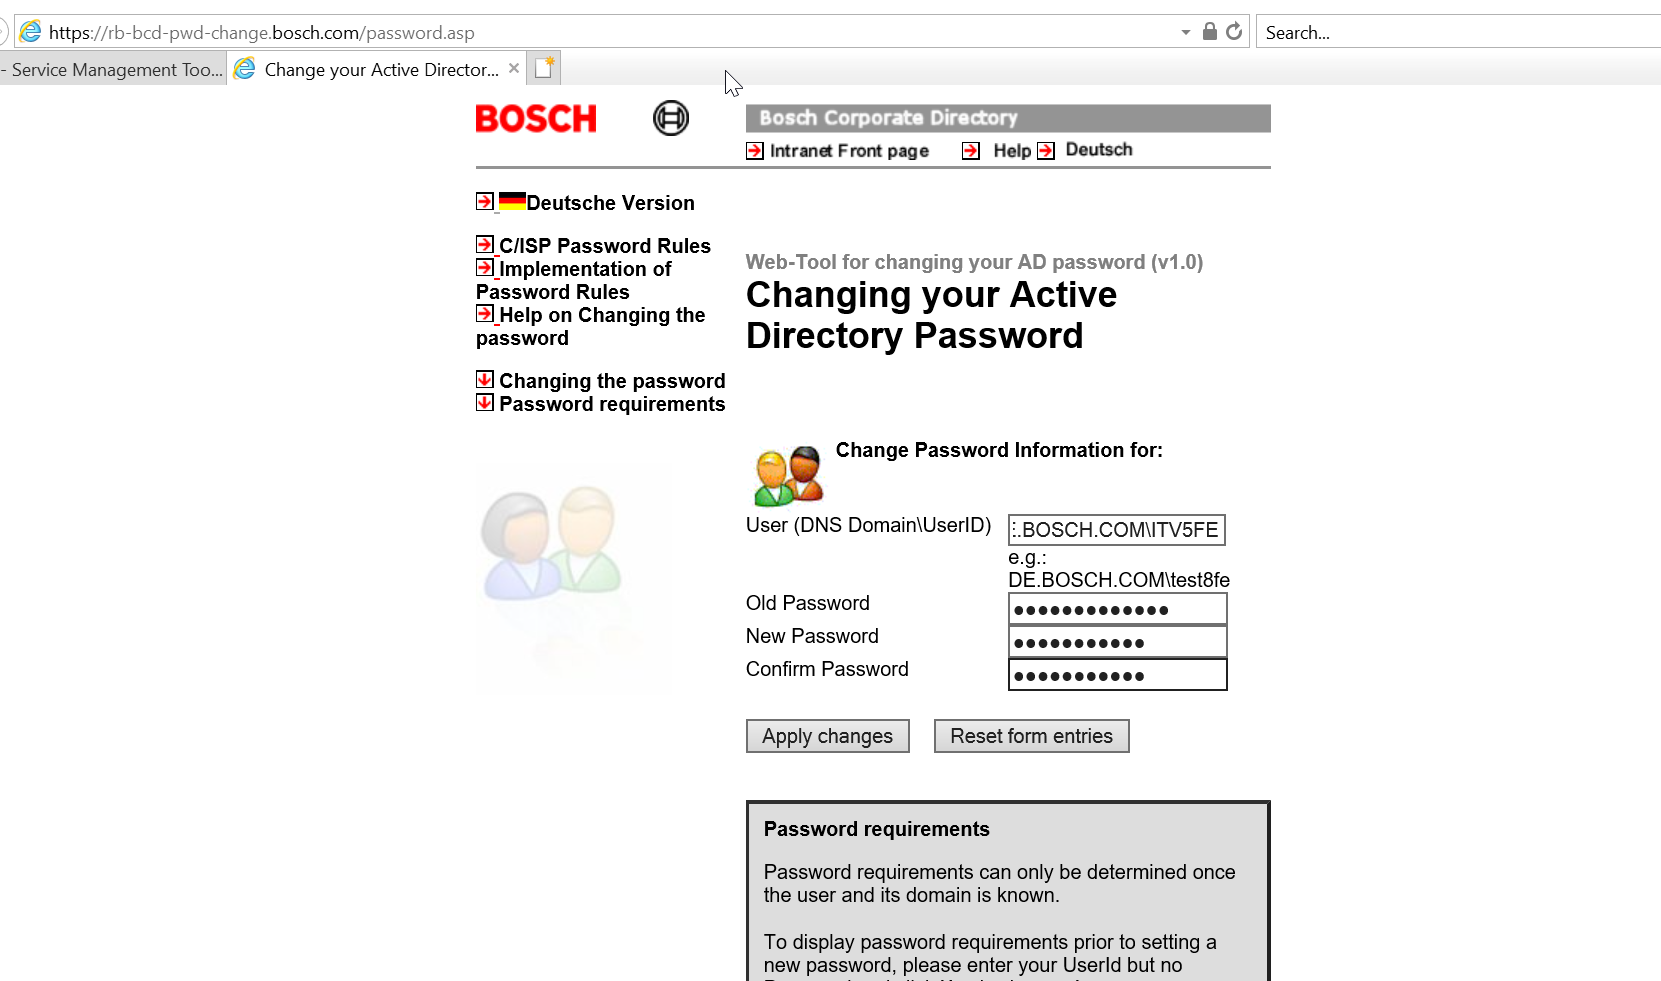 https://rb-bcd-pwd-change.bosch.com/password.asp
Search...
- Service Management Too...
Change your Active Director...
BOSCH
Bosch Corporate Directory
Intranet Front page
Help
Deutsch
Deutsche Version
C/ISP Password Rules
Implementation of
Password Rules
Help on Changing the
password
Changing the password
Password requirements
Web-Tool for changing your AD password (v1.0)
Changing your Active
Directory Password
Change Password Information for:
User (DNS Domain\UserID)
.BOSCH.COM\ITV5FE
e.g.:
DE.BOSCH.COM\test8fe
Old Password
●●●●●●●●●●●●●
New Password
●●●●●●●●●●●
Confirm Password
●●●●●●●●●●●
Apply changes
Reset form entries
Password requirements
Password requirements can only be determined once
the user and its domain is known.
To display password requirements prior to setting a
new password, please enter your UserId but no